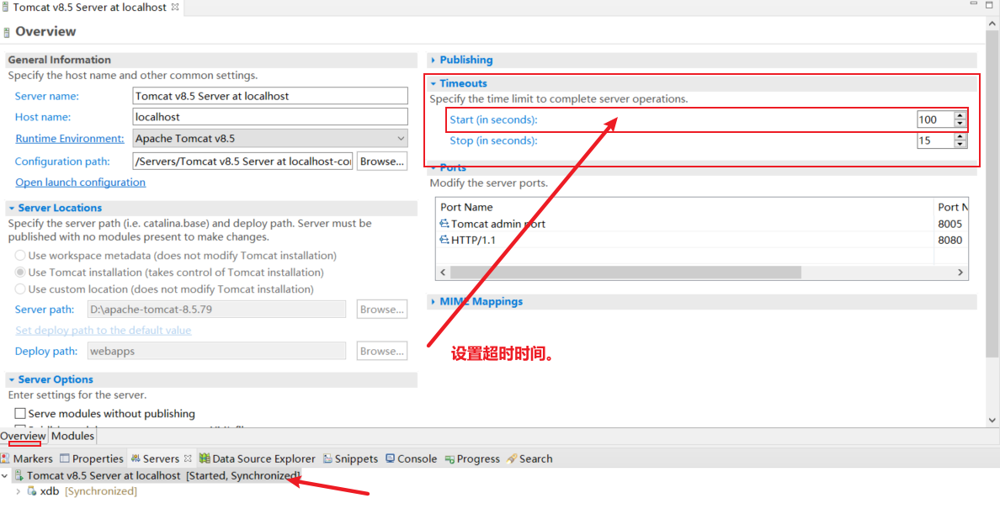 Tomcat v8.5 Server at localhost
Overview
General Information
Specify the host name and other common settings.
Server name: Tomcat v8.5 Server at localhost
Host name: localhost
Runtime Environment: Apache Tomcat v8.5
Configuration path: /Servers/Tomcat v8.5 Server at localhost-co Browse...
Open launch configuration
Server Locations
Specify the server path (i.e. catalina.base) and deploy path. Server must be
published with no modules present to make changes.
Use workspace metadata (does not modify Tomcat installation)
Use Tomcat installation (takes control of Tomcat installation)
Use custom location (does not modify Tomcat installation)
Server path: D:\apache-tomcat-8.5.79 Browse...
Set deploy path to the default value
Deploy path: webapps Browse...
Server Options
Enter settings for the server.
Serve modules without publishing
Publishing
Timeouts
Specify the time limit to complete server operations.
Start (in seconds): 100
Stop (in seconds): 15
Ports
Modify the server ports.
Port Name Port N
Tomcat admin port 8005
HTTP/1.1 8080
MIME Mappings
设置超时时间。
Overview Modules
Markers Properties Servers Data Source Explorer Snippets Console Progress Search
Tomcat v8.5 Server at localhost [Started, Synchronized]
xdb [Synchronized]